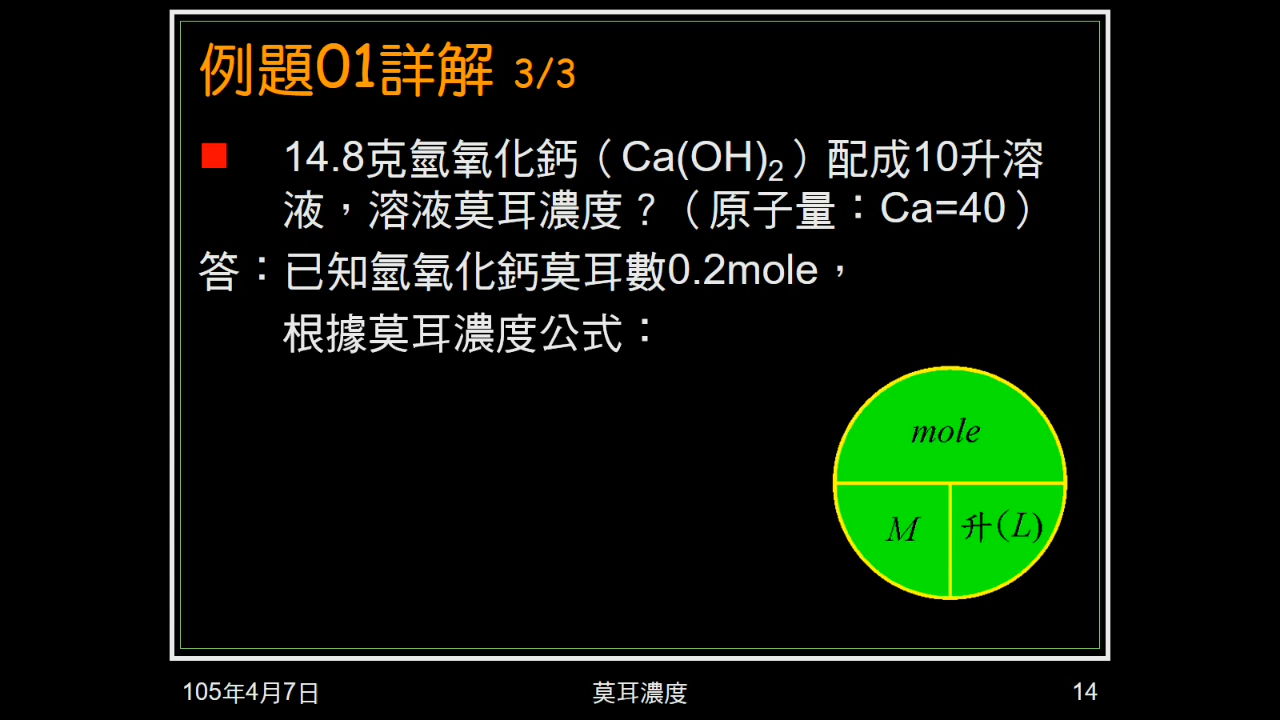 例題01詳解 3/3
14.8克氫氧化鈣（Ca(OH)₂）配成10升溶
液，溶液莫耳濃度？（原子量：Ca=40）
答：已知氫氧化鈣莫耳數0.2mole，
根據莫耳濃度公式：
mole
M 升(L)
105年4月7日 莫耳濃度 14